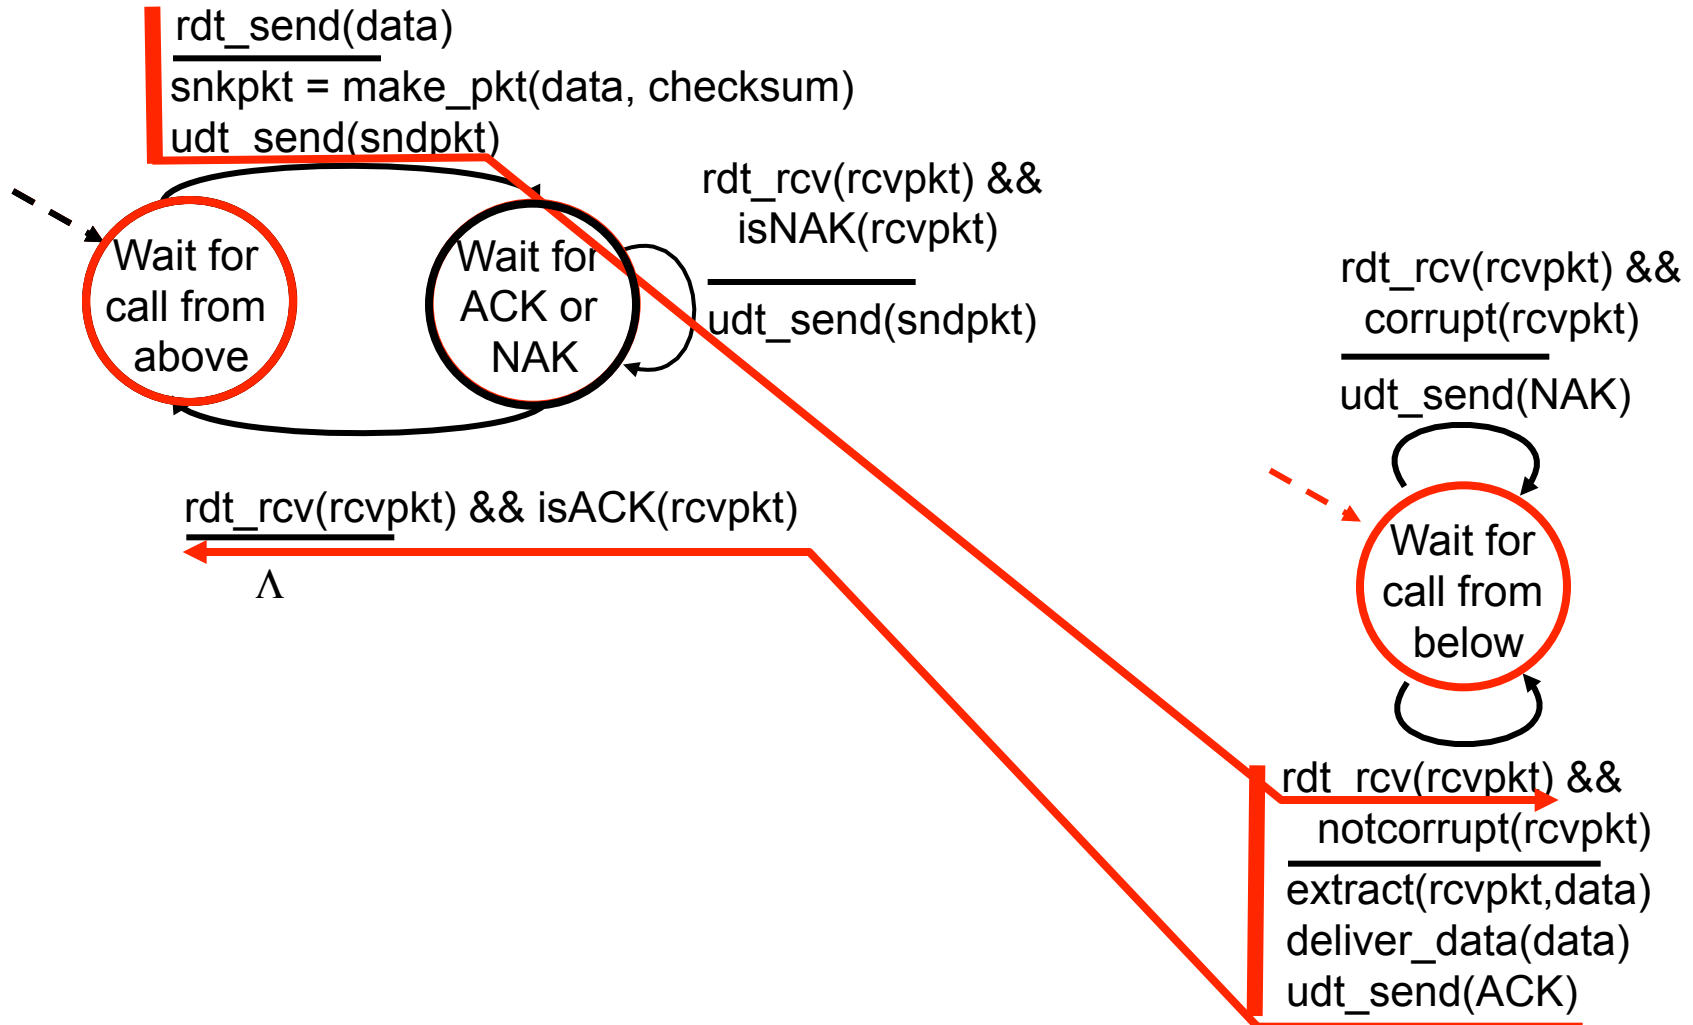 rdt_send(data)
snkpkt = make_pkt(data, checksum)
udt_send(sndpkt)
rdt_rcv(rcvpkt) &&
isNAK(rcvpkt)
udt_send(sndpkt)
Wait for
call from
above
Wait for
ACK or
NAK
rdt_rcv(rcvpkt) && isACK(rcvpkt)
Λ
rdt_rcv(rcvpkt) &&
corrupt(rcvpkt)
udt_send(NAK)
Wait for
call from
below
rdt_rcv(rcvpkt) &&
notcorrupt(rcvpkt)
extract(rcvpkt,data)
deliver_data(data)
udt_send(ACK)